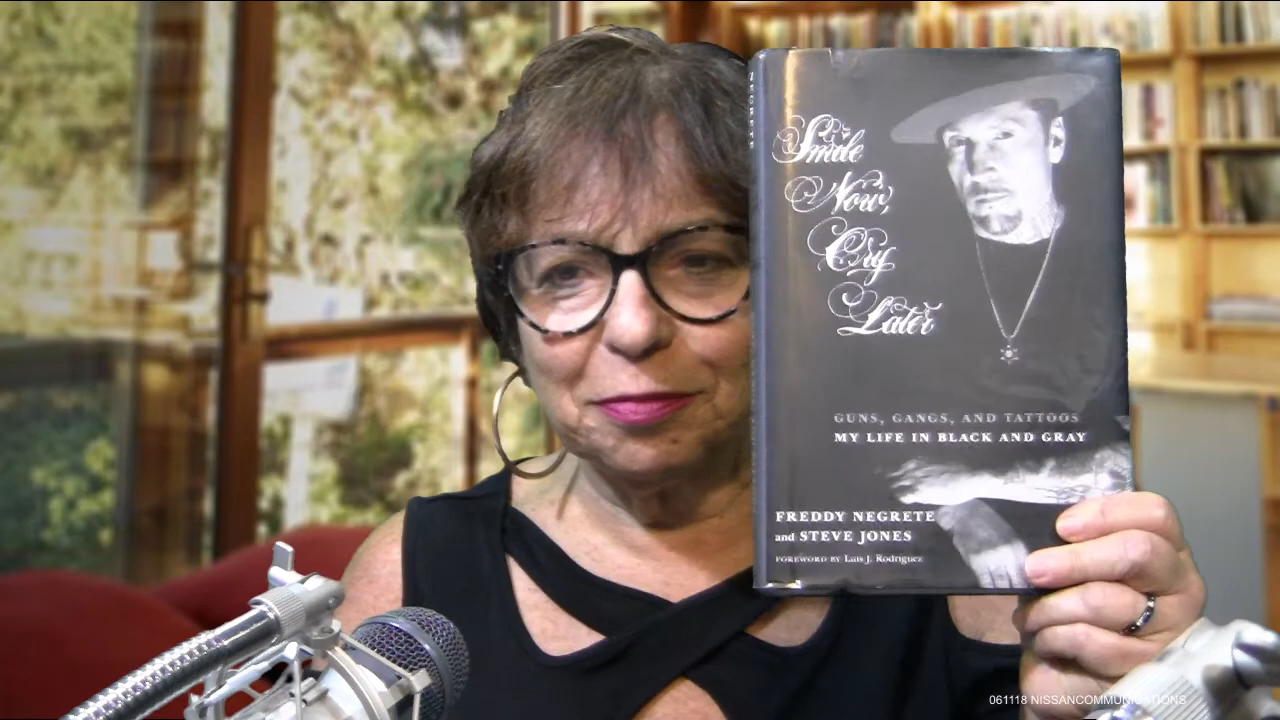 NEGRETE
Smile
Now,
Cry
Later
GUNS, GANGS, AND TATTOOS
MY LIFE IN BLACK AND GRAY
FREDDY NEGRETE
and STEVE JONES
FOREWORD BY Luis J. Rodriguez
061118 NISSANCOMMUNICATIONS